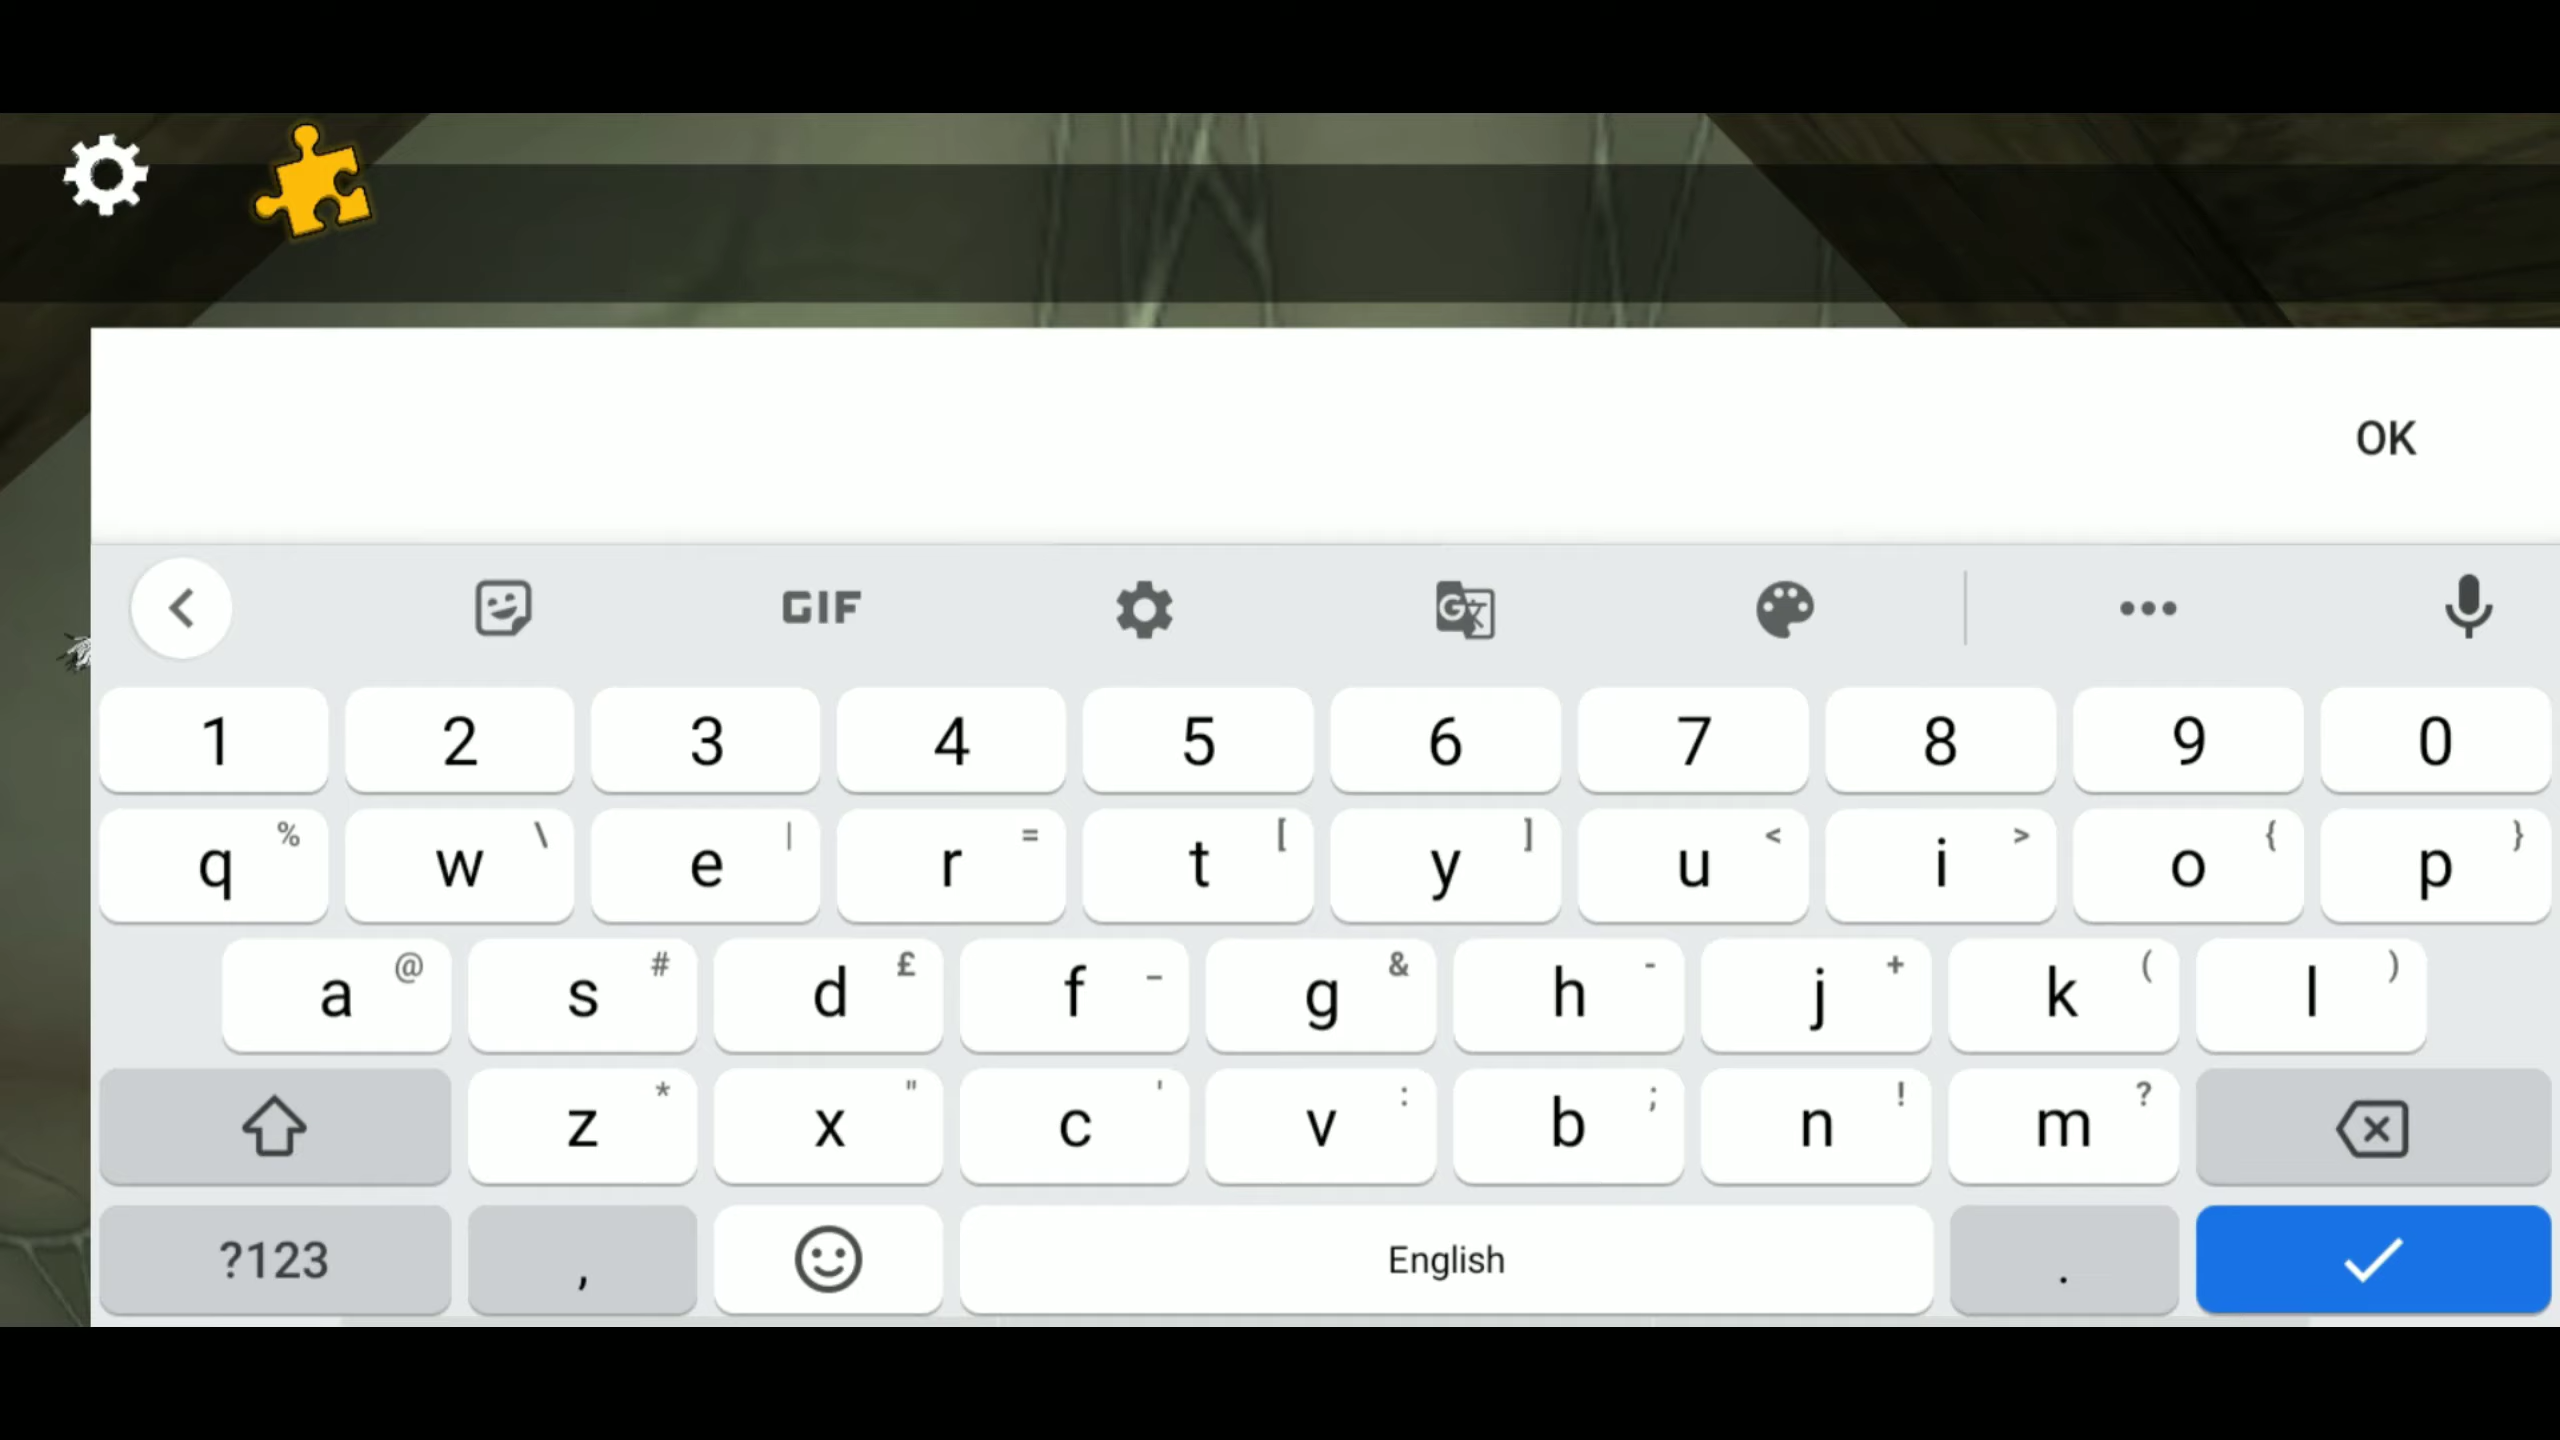 OK
GIF
1 2 3 4 5 6 7 8 9 0
q % w \ e | r = t [ y ] u < i > o { p }
a @ s # d £ f _ g & h - j + k ( l )
z * x " c ' v : b ; n ! m ?
?123 , English .